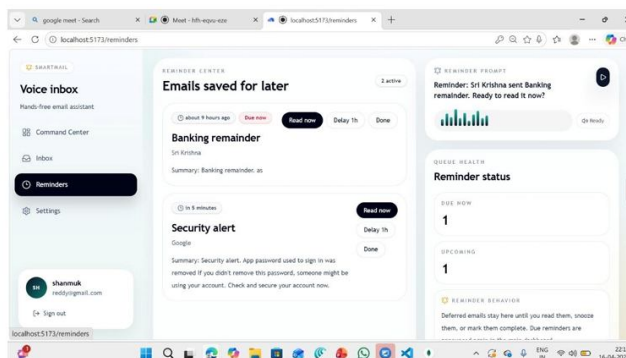 google meet - Search
Meet - hfh-eqvu-eze
localhost:5173/reminders
localhost:5173/reminders
SMARTMAIL
Voice inbox
Hands-free email assistant
Command Center
Inbox
Reminders
Settings
SH
shanmuk
reddy@gmail.com
Sign out
localhost:5173/reminders
REMINDER CENTER
Emails saved for later
2 active
about 9 hours ago
Due now
Read now
Delay 1h
Done
Banking remainder
Sri Krishna
Summary: Banking remainder. as
in 5 minutes
Read now
Security alert
Delay 1h
Google
Done
Summary: Security alert. App password used to sign in was
removed If you didn't remove this password, someone might be
using your account. Check and secure your account now.
REMINDER PROMPT
Reminder: Sri Krishna sent Banking
remainder. Ready to read it now?
Ready
QUEUE HEALTH
Reminder status
DUE NOW
1
UPCOMING
1
REMINDER BEHAVIOR
Deferred emails stay here until you read them, snooze
them, or mark them complete. Due reminders are
ENG